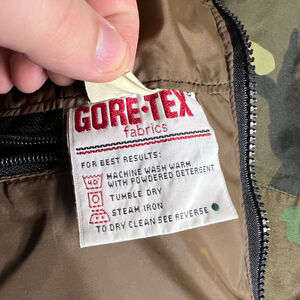 GORE-TEX
fabrics
FOR BEST RESULTS:
40 MACHINE WASH WARM
WITH POWDERED DETERGENT
TUMBLE DRY
STEAM IRON
TO DRY CLEAN SEE REVERSE